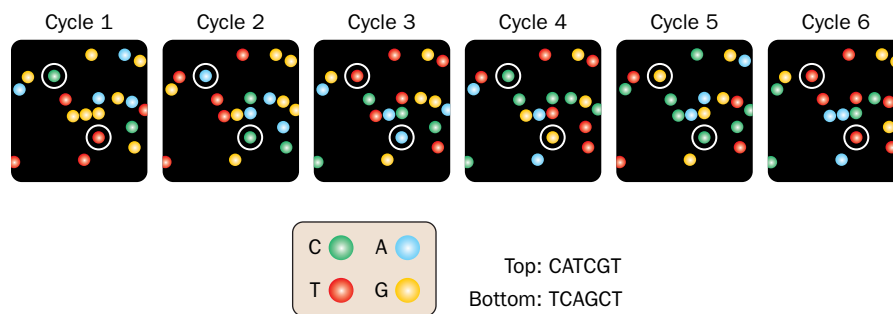 Cycle 1 Cycle 2 Cycle 3 Cycle 4 Cycle 5 Cycle 6
C A
T G
Top: CATCGT
Bottom: TCAGCT